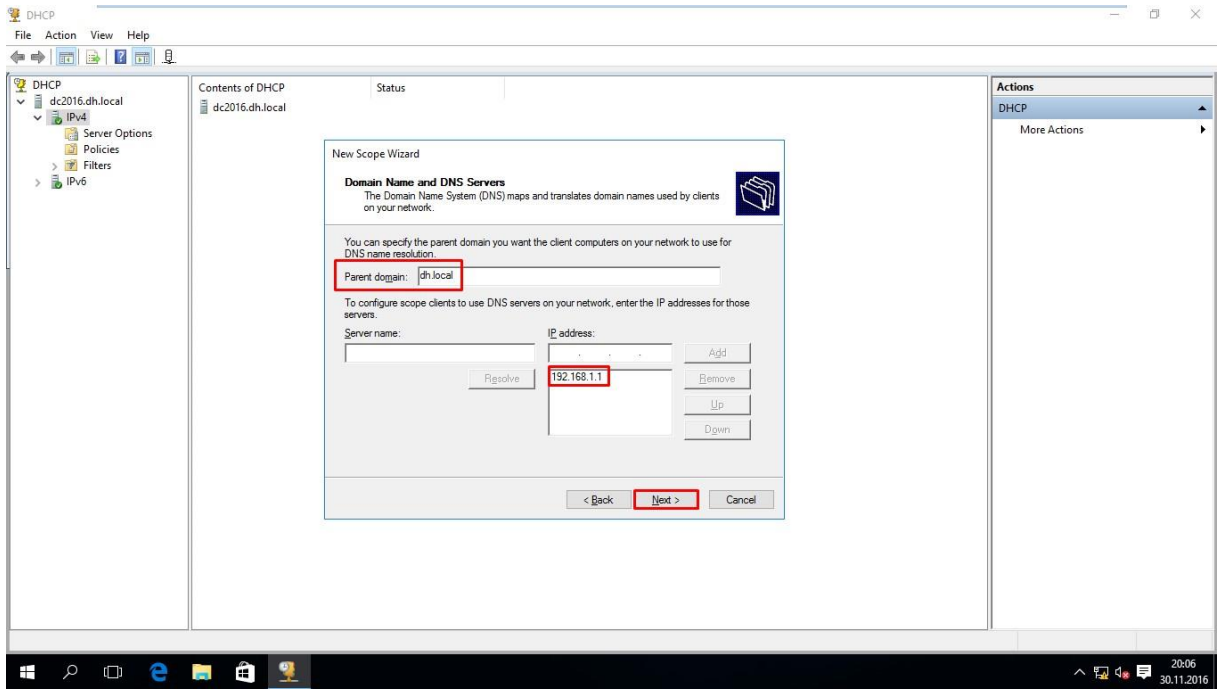 DHCP
File Action View Help
DHCP
dc2016.dh.local
IPv4
Server Options
Policies
Filters
IPv6
Contents of DHCP Status
dc2016.dh.local
Actions
DHCP
More Actions
New Scope Wizard
Domain Name and DNS Servers
The Domain Name System (DNS) maps and translates domain names used by clients
on your network.
You can specify the parent domain you want the client computers on your network to use for
DNS name resolution.
Parent domain: dh.local
To configure scope clients to use DNS servers on your network, enter the IP addresses for those
servers.
Server name: IP address:
Add
Resolve 192.168.1.1 Remove
Up
Down
< Back Next > Cancel
20:06
30.11.2016